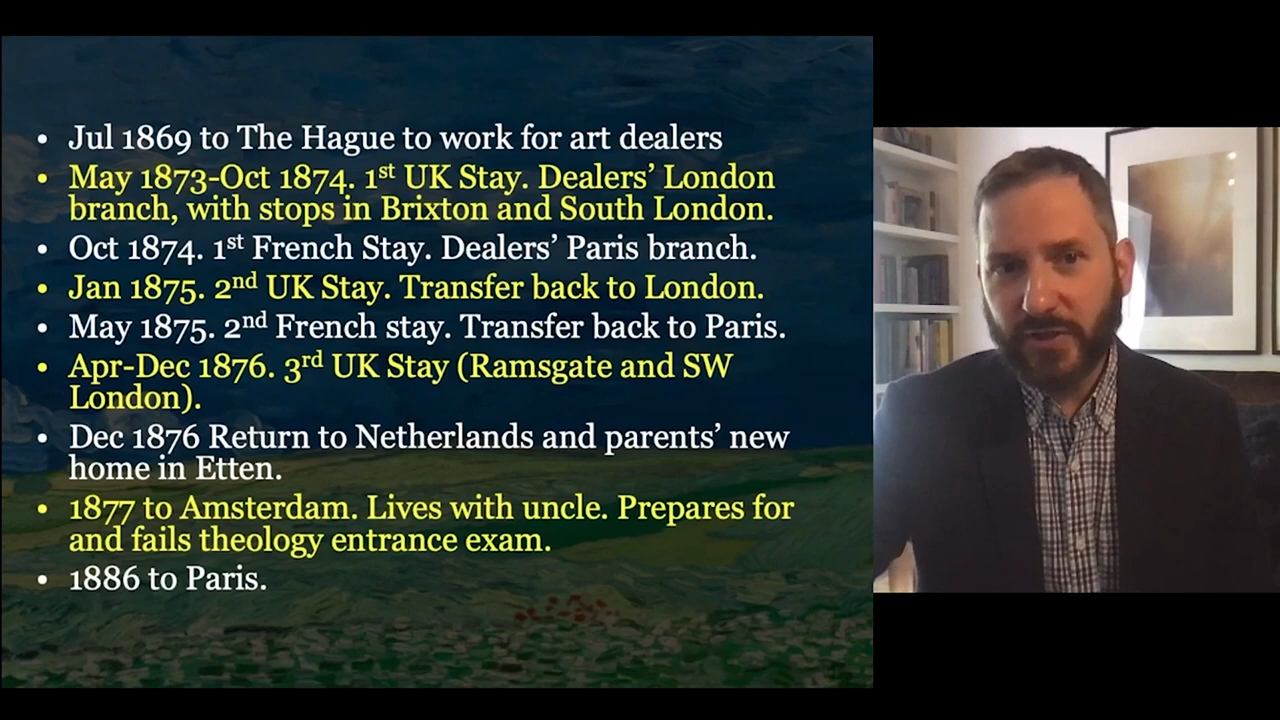 • Jul 1869 to The Hague to work for art dealers
• May 1873-Oct 1874. 1st UK Stay. Dealers’ London
branch, with stops in Brixton and South London.
• Oct 1874. 1st French Stay. Dealers’ Paris branch.
• Jan 1875. 2nd UK Stay. Transfer back to London.
• May 1875. 2nd French stay. Transfer back to Paris.
• Apr-Dec 1876. 3rd UK Stay (Ramsgate and SW
London).
• Dec 1876 Return to Netherlands and parents’ new
home in Etten.
• 1877 to Amsterdam. Lives with uncle. Prepares for
and fails theology entrance exam.
• 1886 to Paris.